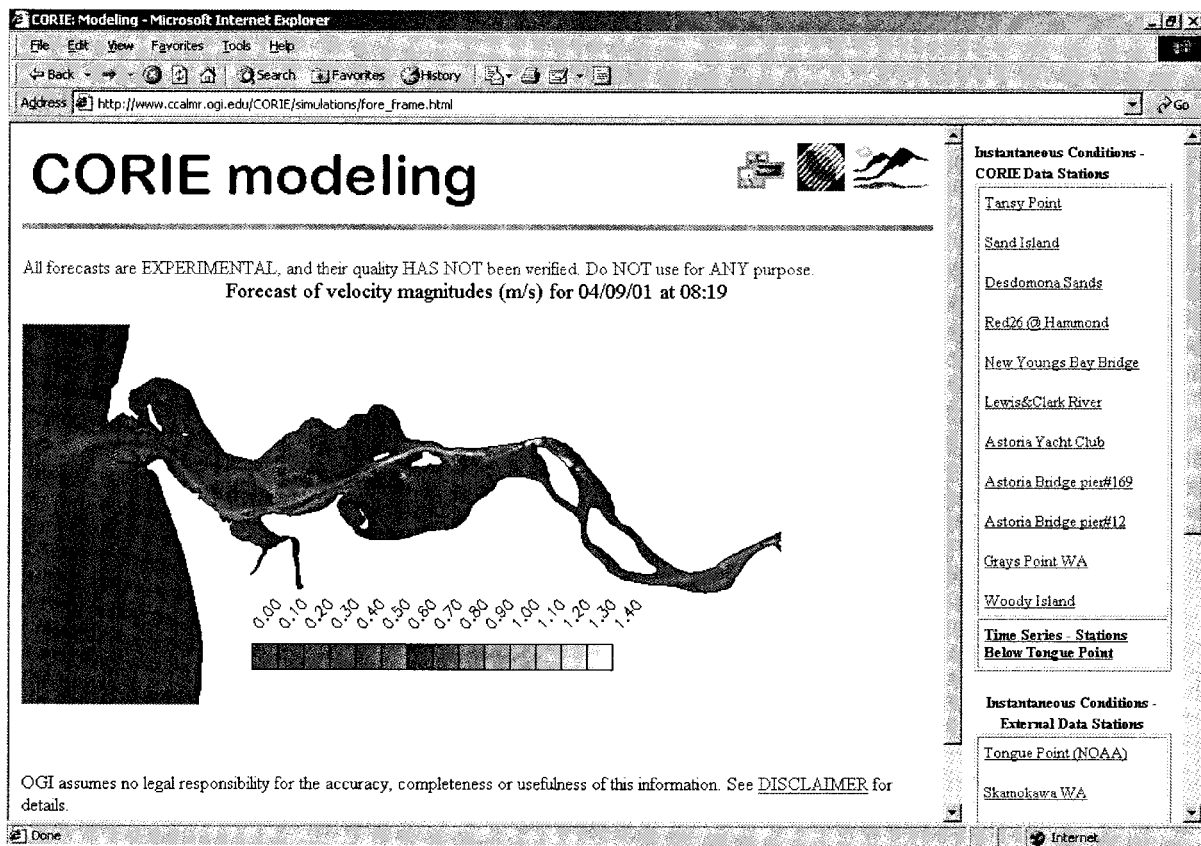 CORIE: Modeling - Microsoft Internet Explorer
File Edit View Favorites Tools Help
Back Search Favorites History
Address http://www.ccalmr.ogi.edu/CORIE/simulations/fore_frame.html Go
CORIE modeling
All forecasts are EXPERIMENTAL, and their quality HAS NOT been verified. Do NOT use for ANY purpose.
Forecast of velocity magnitudes (m/s) for 04/09/01 at 08:19
0.00 0.10 0.20 0.30 0.40 0.50 0.60 0.70 0.80 0.90 1.00 1.10 1.20 1.30 1.40
OGI assumes no legal responsibility for the accuracy, completeness or usefulness of this information. See DISCLAIMER for
details.
Instantaneous Conditions -
CORIE Data Stations
Tansy Point
Sand Island
Desdomona Sands
Red26 @ Hammond
New Youngs Bay Bridge
Lewis&Clark River
Astoria Yacht Club
Astoria Bridge pier#169
Astoria Bridge pier#12
Grays Point WA
Woody Island
Time Series - Stations
Below Tongue Point
Instantaneous Conditions -
External Data Stations
Tongue Point (NOAA)
Skamokawa WA
Done Internet